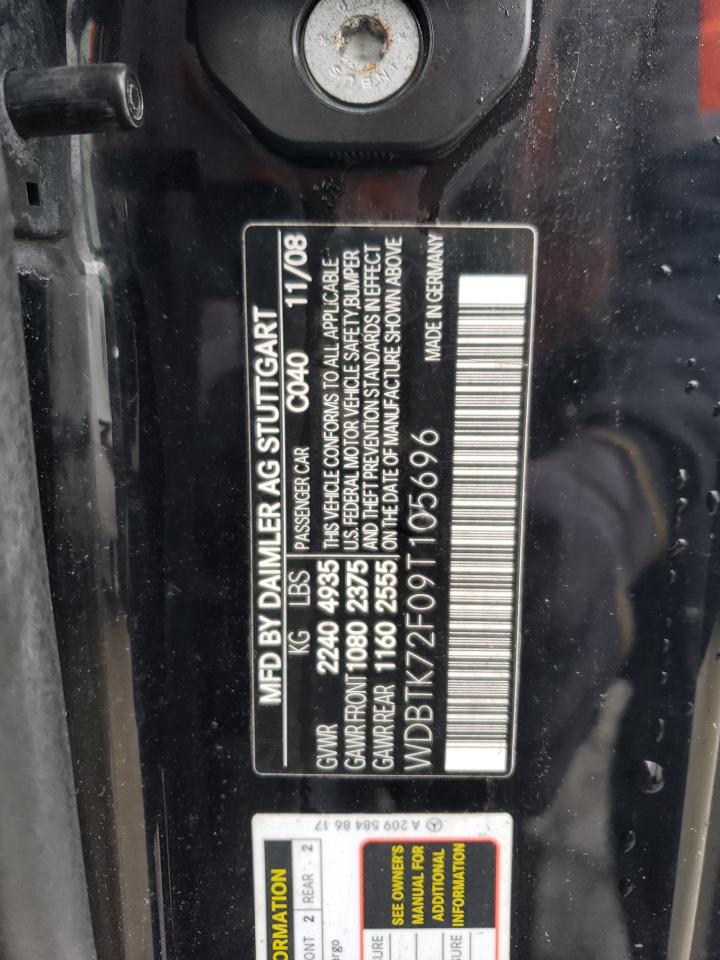 MFD BY DAIMLER AG STUTTGART
KG LBS PASSENGER CAR C040 11/08
GVWR 2240 4935 THIS VEHICLE CONFORMS TO ALL APPLICABLE
GAWR FRONT 1080 2375 U.S. FEDERAL MOTOR VEHICLE SAFETY BUMPER
GAWR REAR 1160 2555 AND THEFT PREVENTION STANDARDS IN EFFECT
ON THE DATE OF MANUFACTURE SHOWN ABOVE
WDBTK72F09T105696 MADE IN GERMANY
ORMATION
ONT 2 REAR 2
argo
A 209 584 86 17
SEE OWNER'S
MANUAL FOR
ADDITIONAL
INFORMATION
SURE
SURE